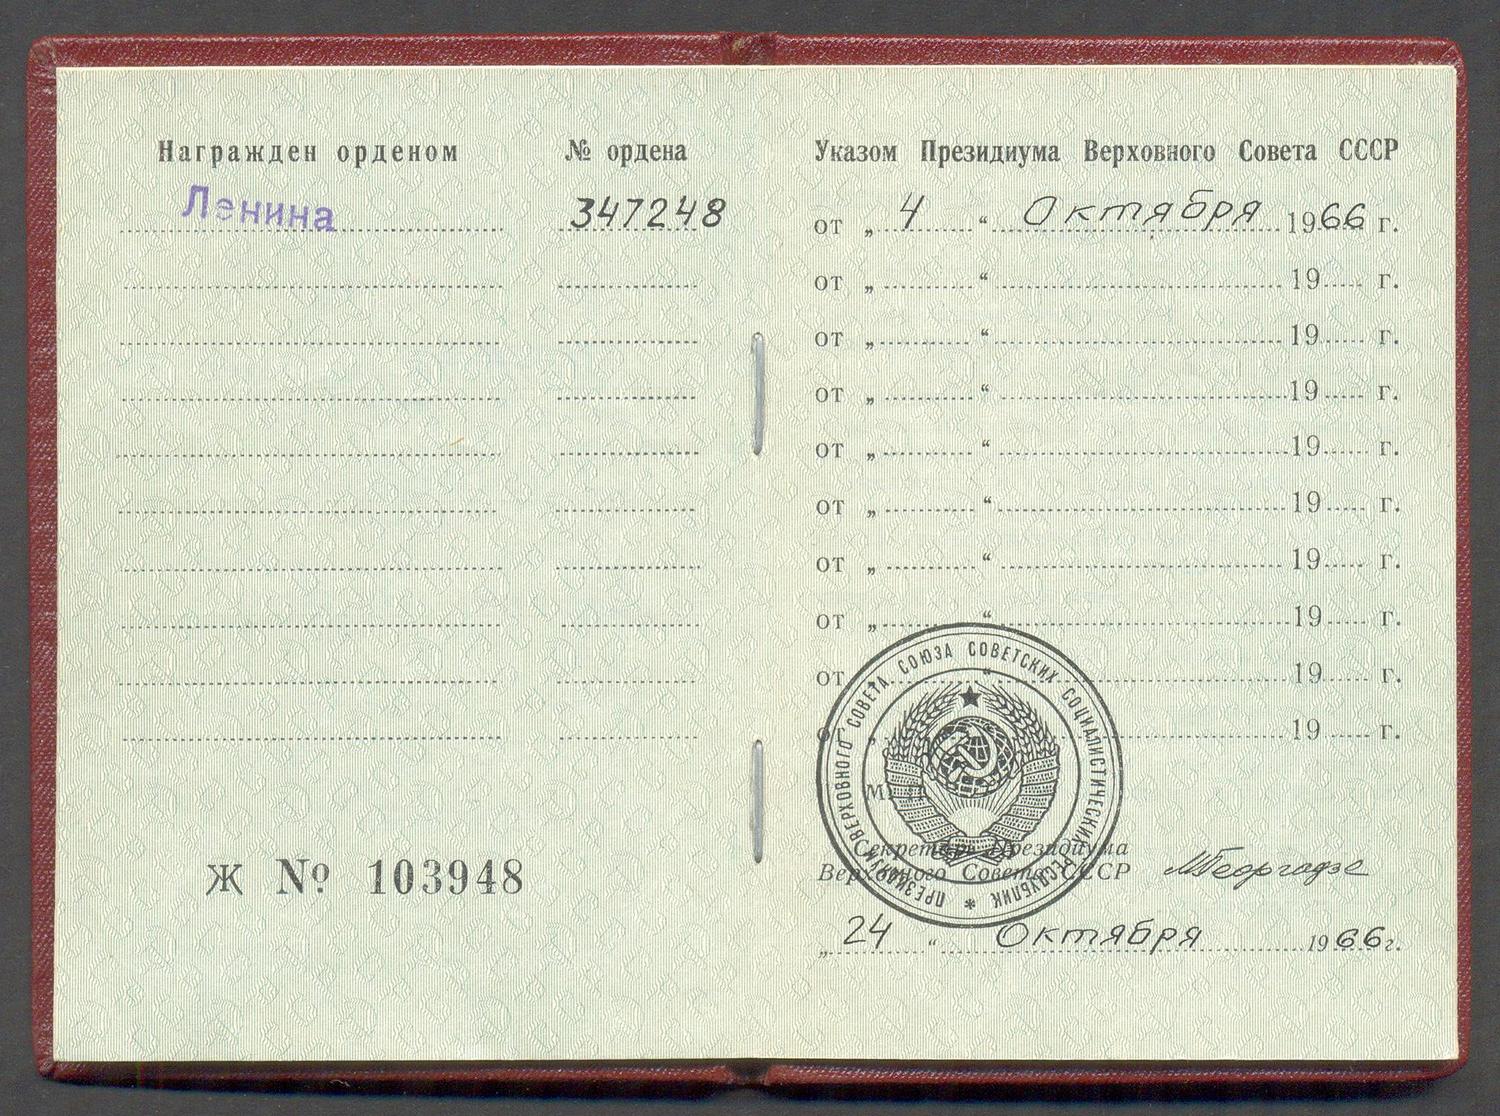 Награжден орденом № ордена
Ленина 347248
Ж № 103948
Указом Президиума Верховного Совета СССР
от „ 4 “ Октября 1966 г.
от „ “ 19 г.
от „ “ 19 г.
от „ “ 19 г.
от „ “ 19 г.
от „ “ 19 г.
от „ “ 19 г.
от „ “ 19 г.
от „ “ 19 г.
от „ “ 19 г.
ПРЕЗИДИУМ ВЕРХОВНОГО СОВЕТА СОЮЗА СОВЕТСКИХ СОЦИАЛИСТИЧЕСКИХ РЕСПУБЛИК *
Секретарь Президиума
Верховного Совета СССР МГеоргадзе
„ 24 “ Октября 1966 г.